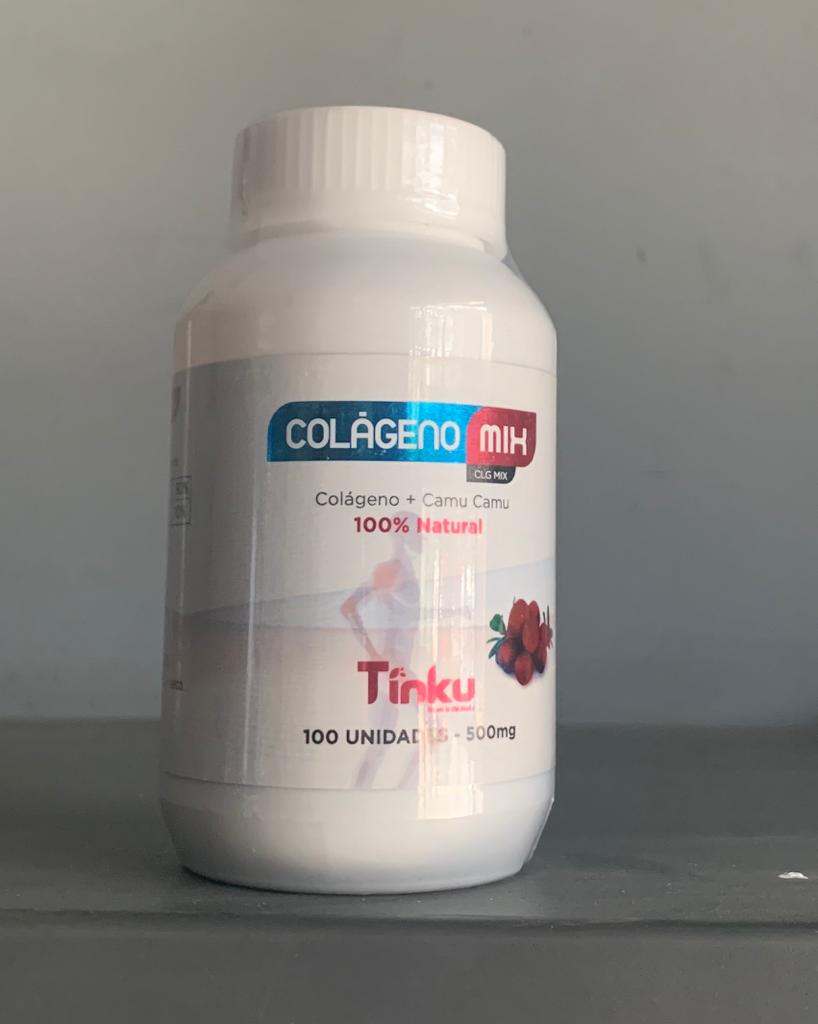 COLÁGENO MIX
CLG MIX
Colágeno + Camu Camu
100% Natural
Tinku
100 UNIDADES - 500mg